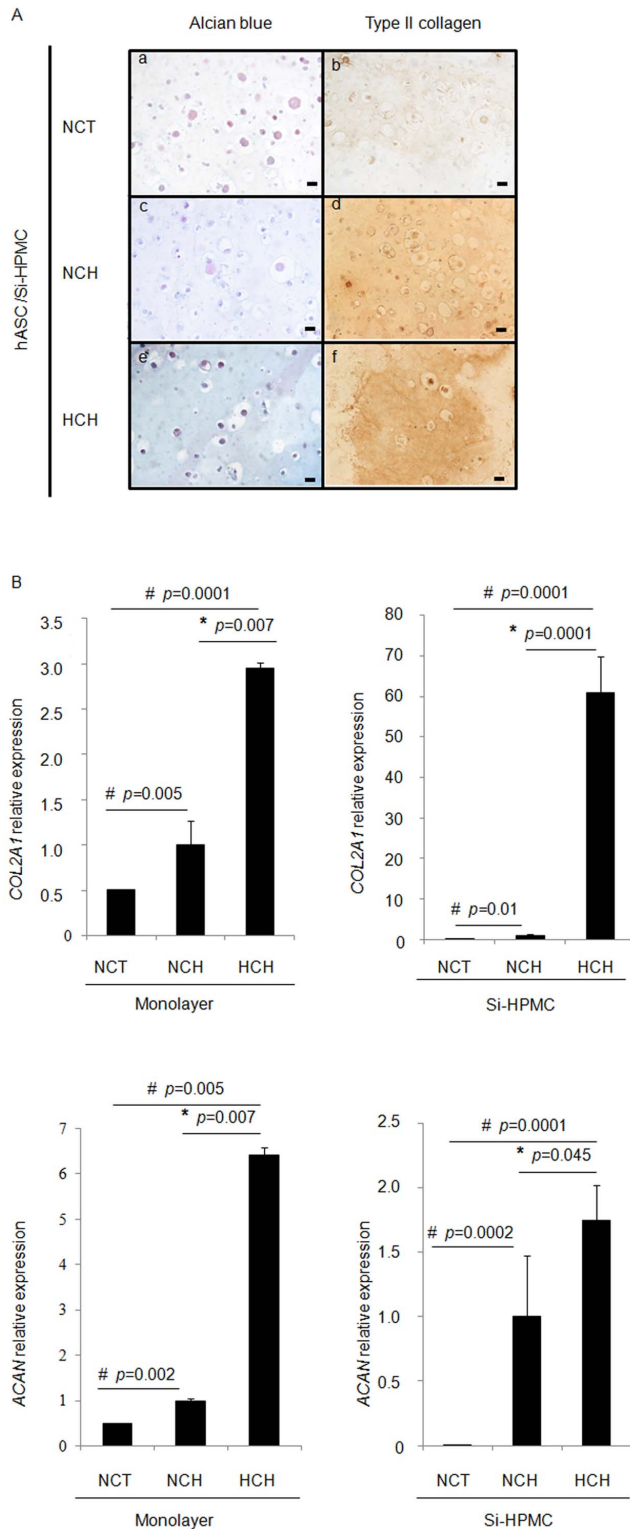 A
Alcian blue Type II collagen
hASC/Si-HPMC
NCT
a b
NCH
c d
HCH
e f
B
# p=0.0001
* p=0.007
# p=0.005
COL2A1 relative expression
3.5
3.0
2.5
2.0
1.5
1.0
0.5
0
NCT NCH HCH
Monolayer
# p=0.0001
* p=0.0001
# p=0.01
COL2A1 relative expression
80
70
60
50
40
30
20
10
0
NCT NCH HCH
Si-HPMC
# p=0.005
* p=0.007
# p=0.002
ACAN relative expression
7
6
5
4
3
2
1
0
NCT NCH HCH
Monolayer
# p=0.0001
* p=0.045
# p=0.0002
ACAN relative expression
2.5
2.0
1.5
1.0
0.5
0
NCT NCH HCH
Si-HPMC